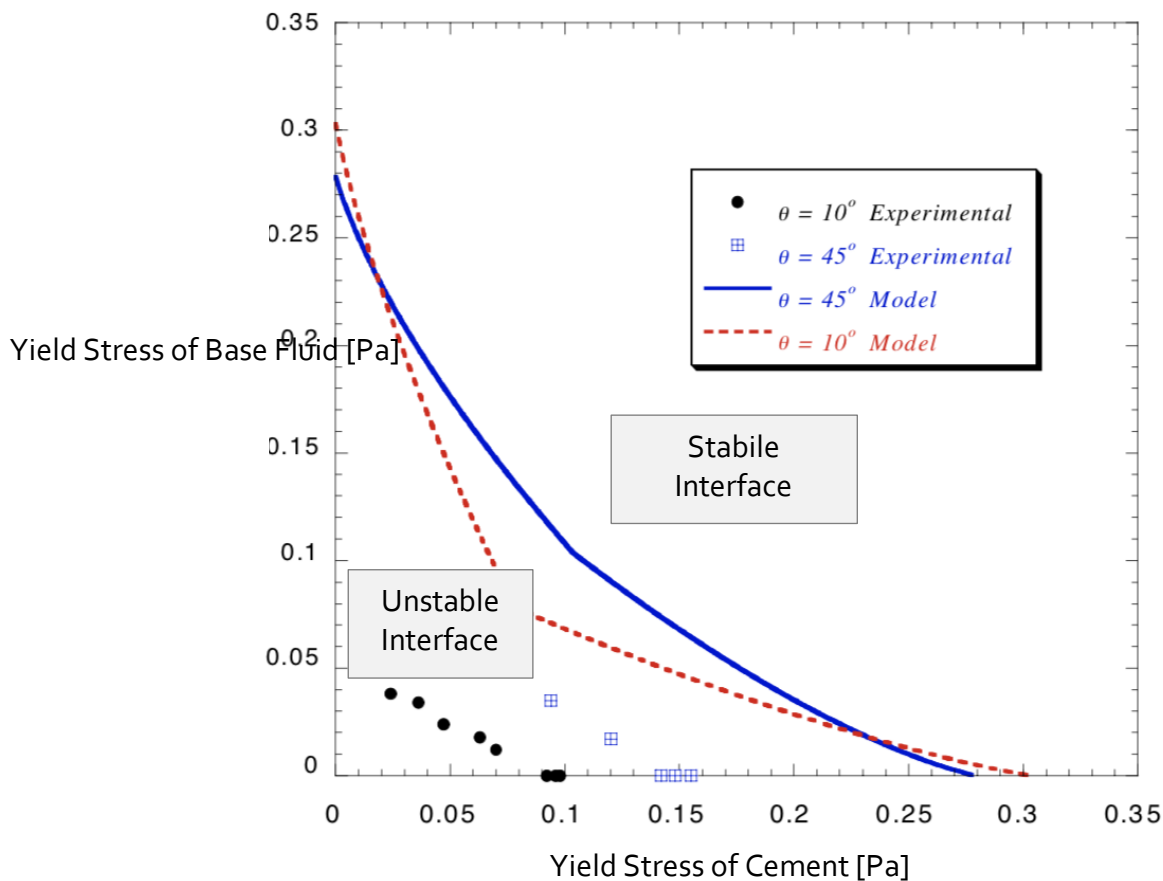 0.35
0.3
0.25
0.2
0.15
0.1
0.05
0
Yield Stress of Base Fluid [Pa]
θ = 10° Experimental
θ = 45° Experimental
θ = 45° Model
θ = 10° Model
Stabile
Interface
Unstable
Interface
0 0.05 0.1 0.15 0.2 0.25 0.3 0.35
Yield Stress of Cement [Pa]